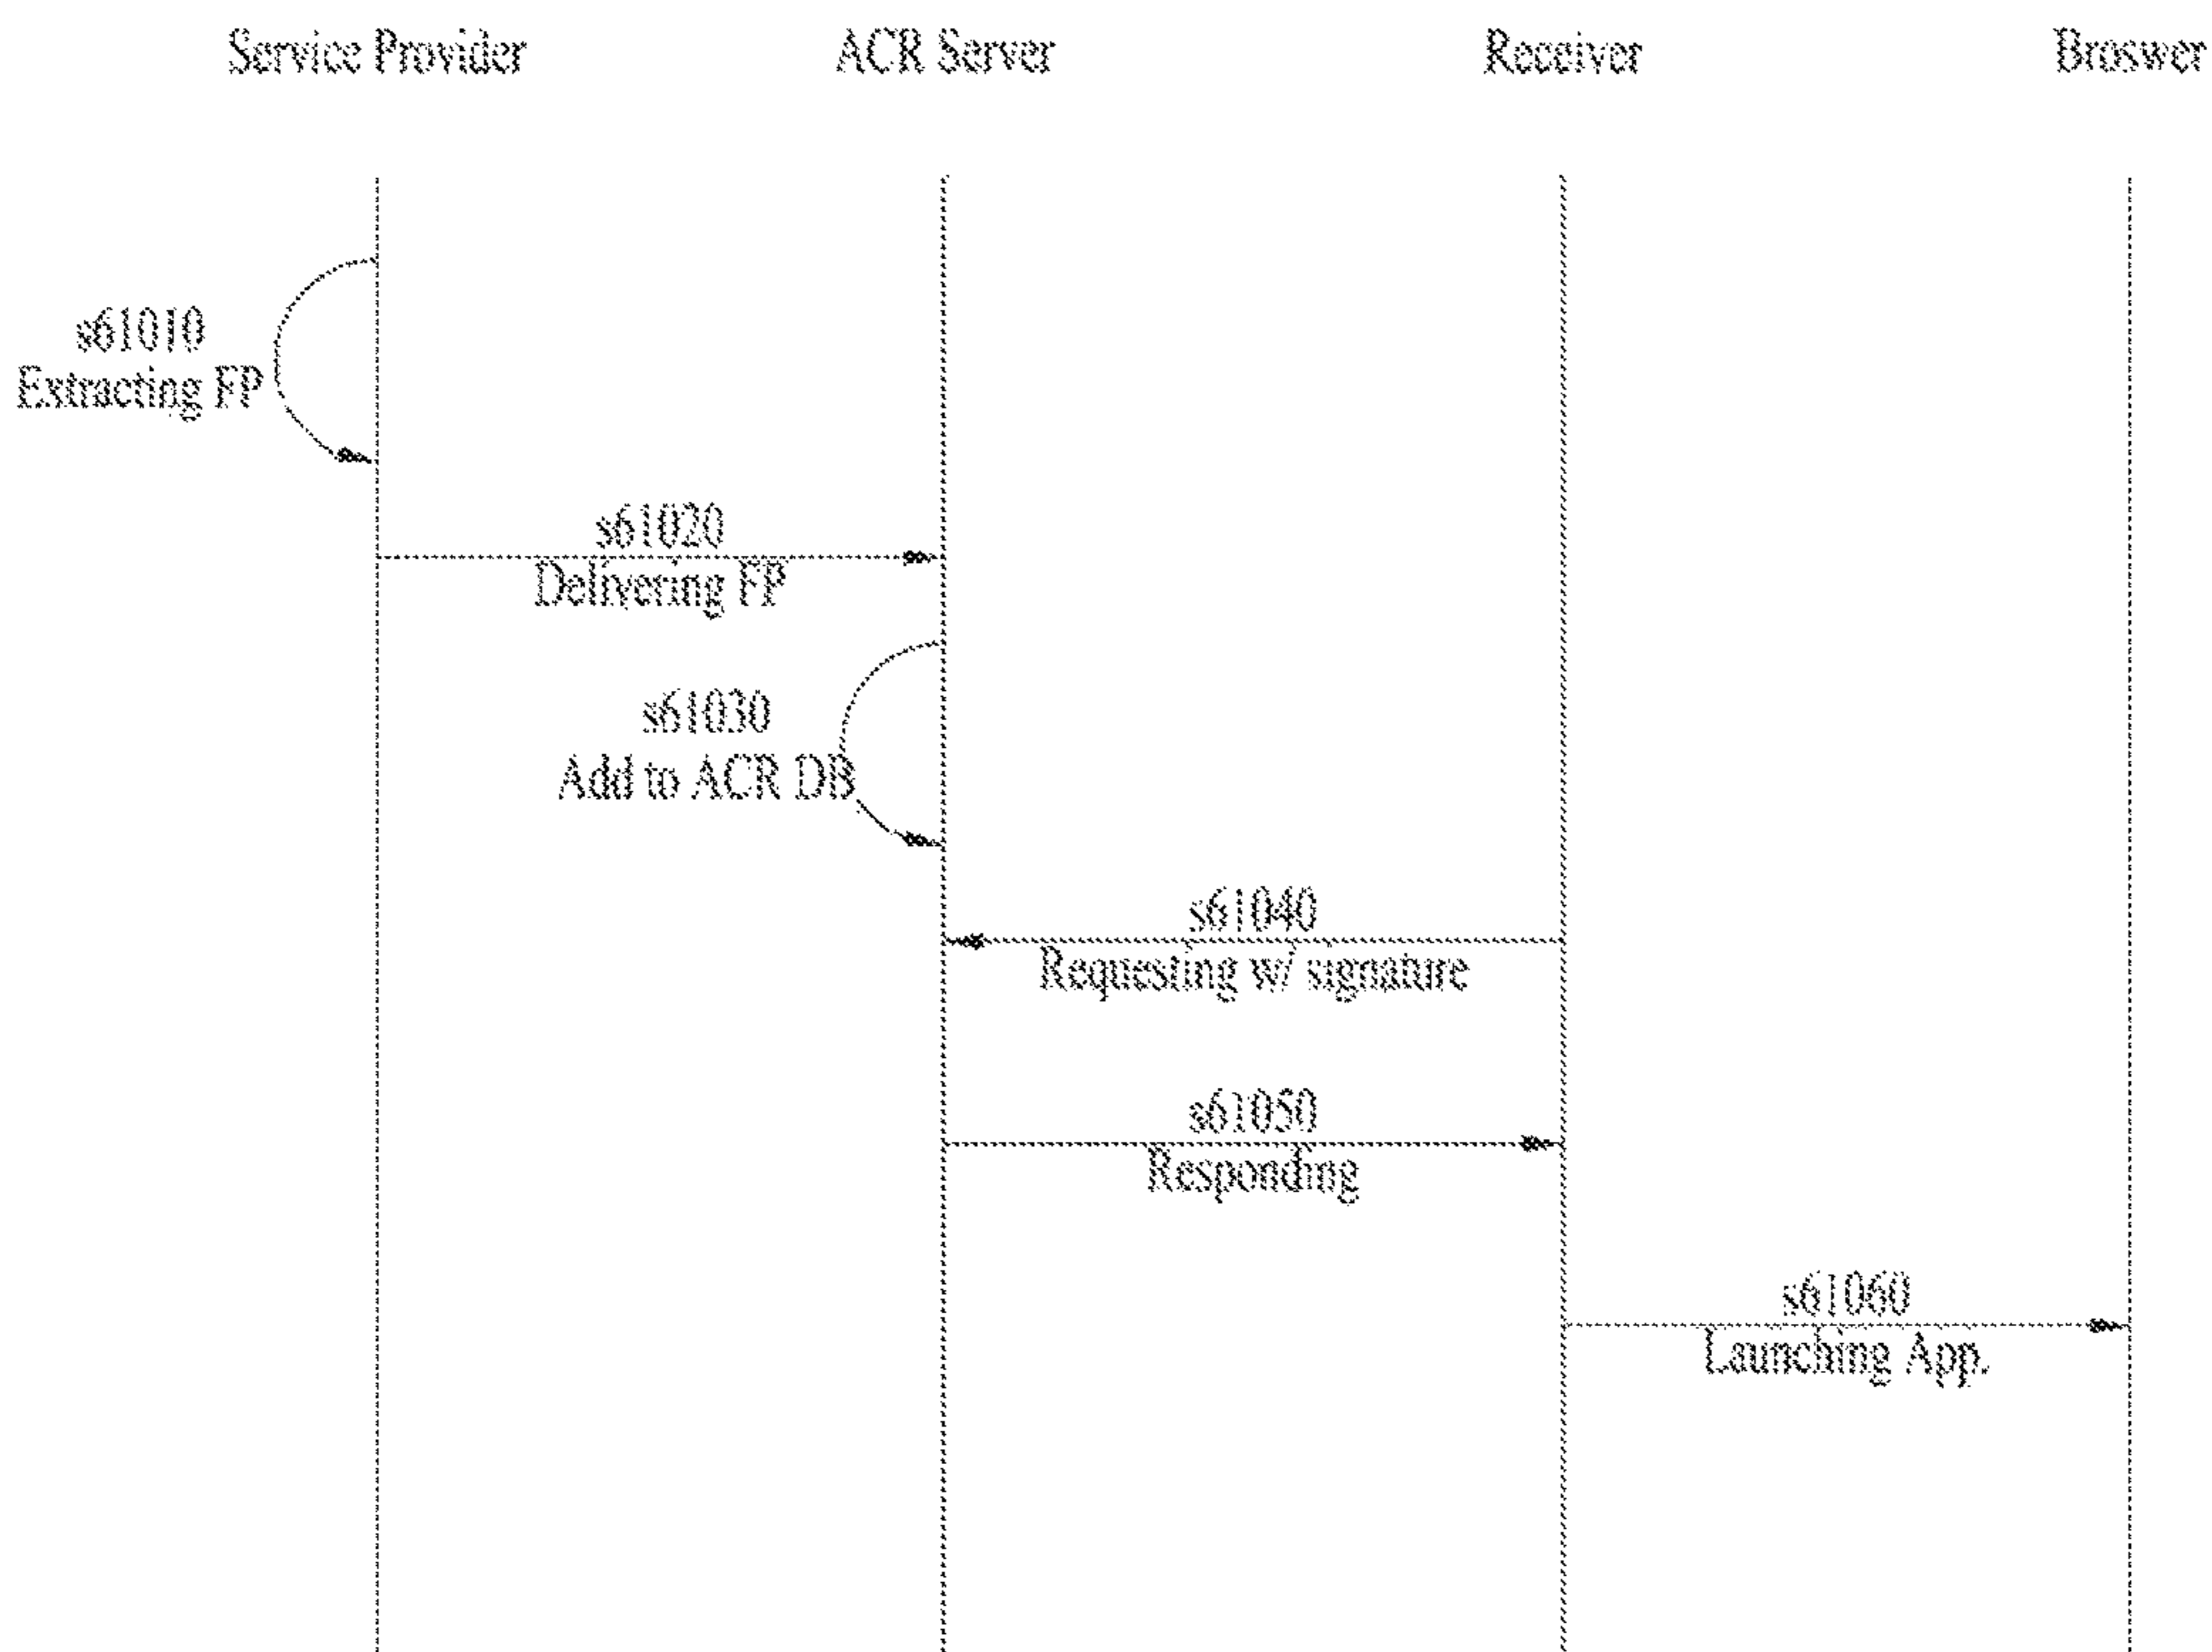 Service Provider
ACR Server
Receiver
Broswer
s61010
Extracting FP
s61020
Delivering FP
s61030
Add to ACR DB
s61040
Requesting w/ signature
s61050
Responding
s61060
Launching App.